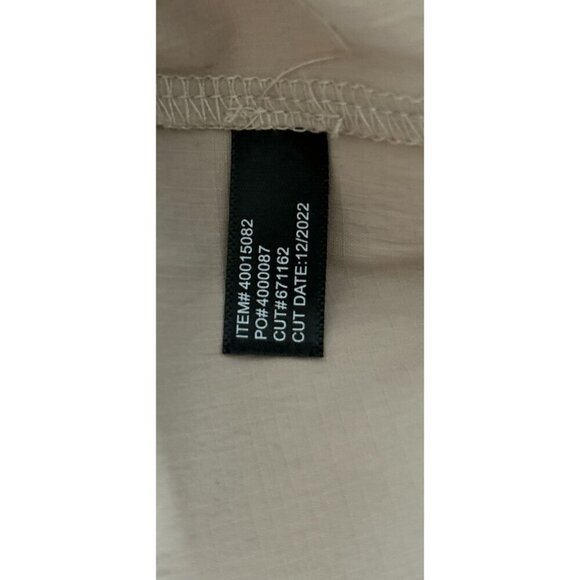 ITEM# 40015082
PO#4000087
CUT#671162
CUT DATE:12/2022